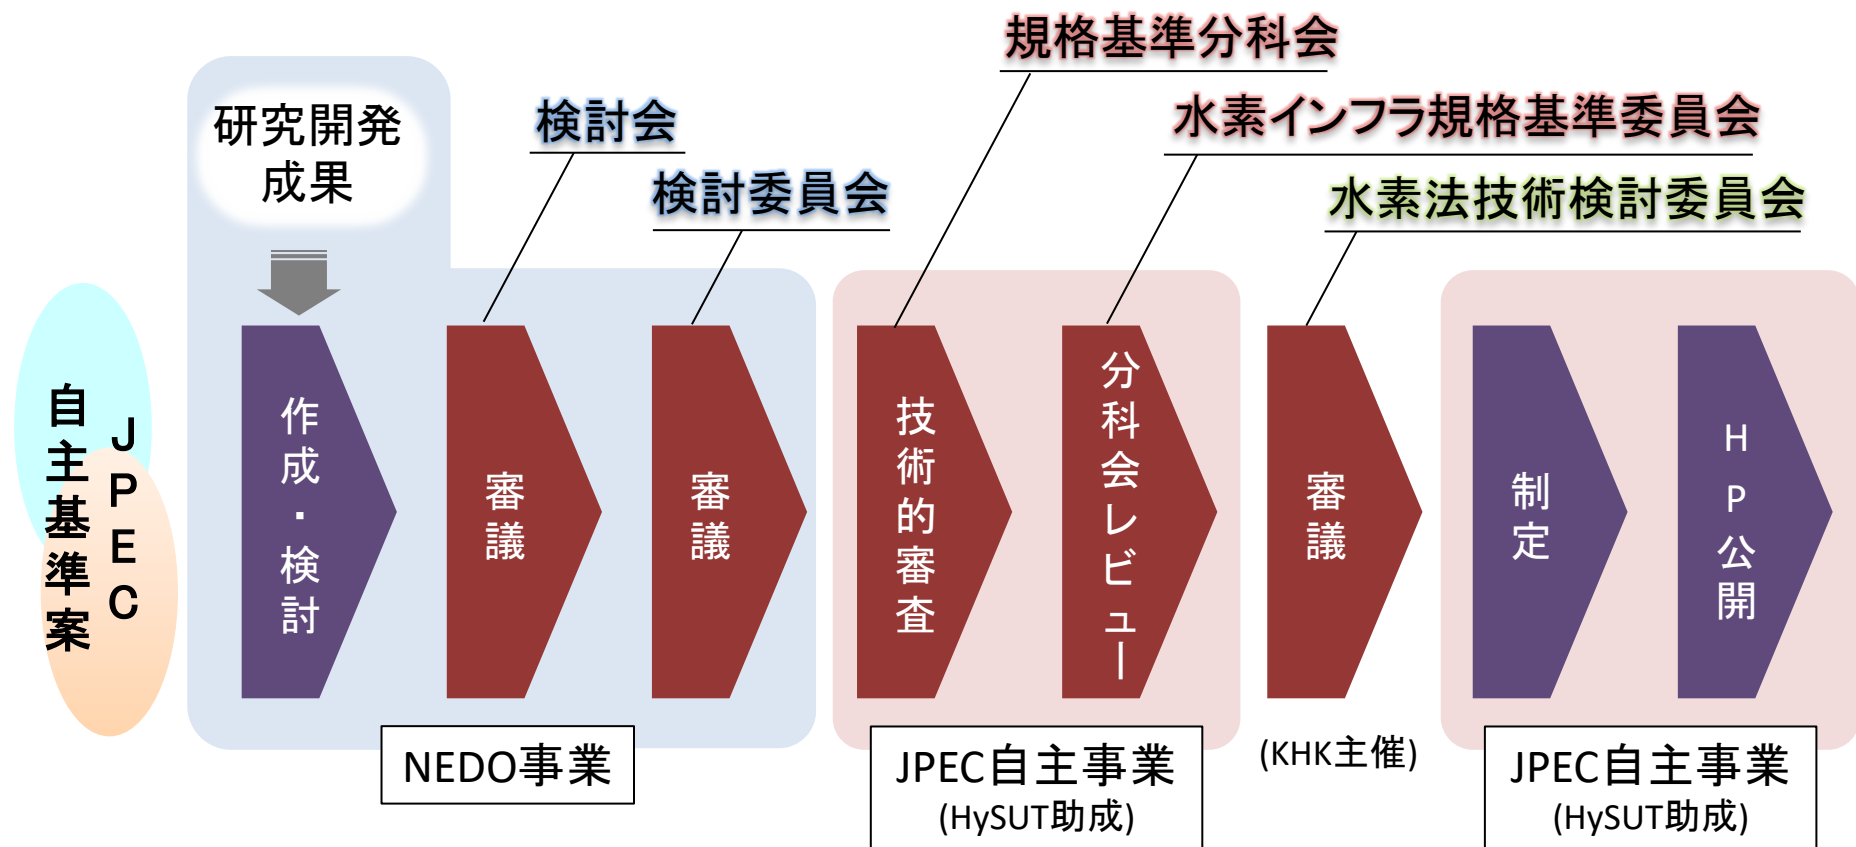 規格基準分科会
水素インフラ規格基準委員会
水素法技術検討委員会
検討会
検討委員会
研究開発
成果
JPEC
自主基準案
作成・検討
審議
審議
技術的審査
分科会レビュー
審議
制定
HP公開
NEDO事業
JPEC自主事業
(HySUT助成)
(KHK主催)
JPEC自主事業
(HySUT助成)